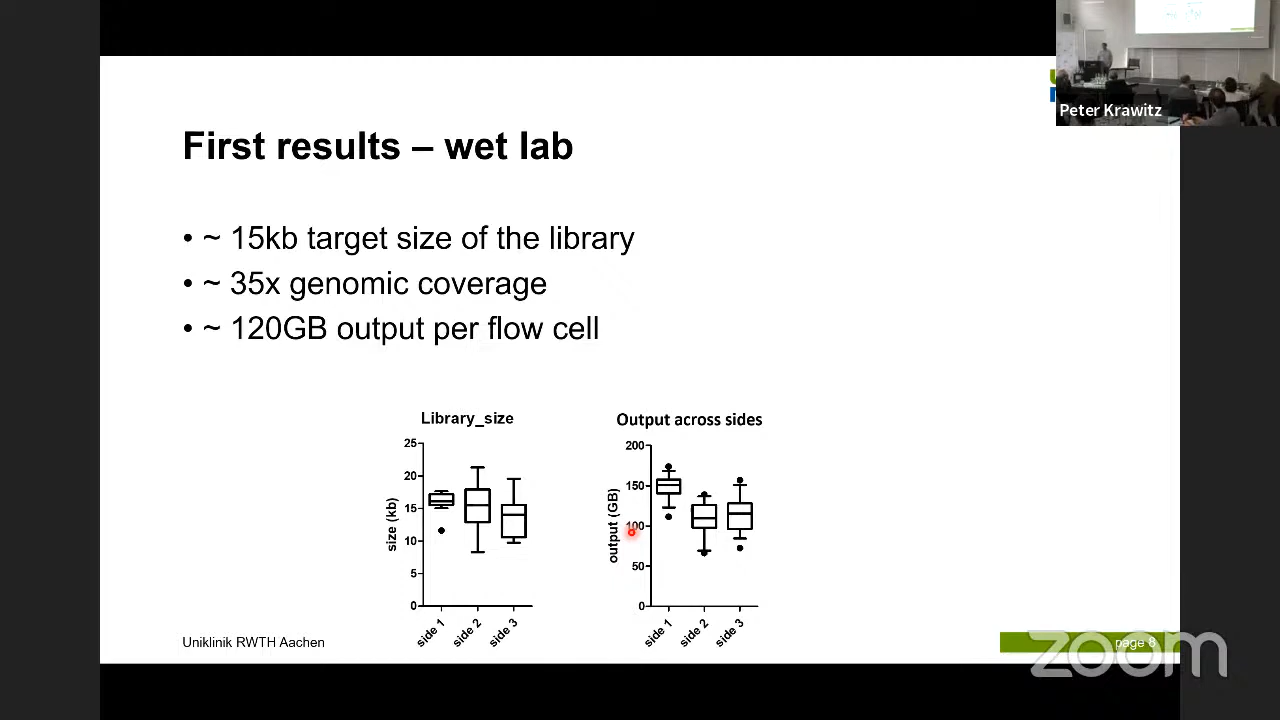 Peter Krawitz
First results – wet lab
• ~ 15kb target size of the library
• ~ 35x genomic coverage
• ~ 120GB output per flow cell
Library_size
25
20
15
10
5
0
size (kb)
side 1
side 2
side 3
Output across sides
200
150
100
50
0
output (GB)
side 1
side 2
side 3
Uniklinik RWTH Aachen
page 8
zoom